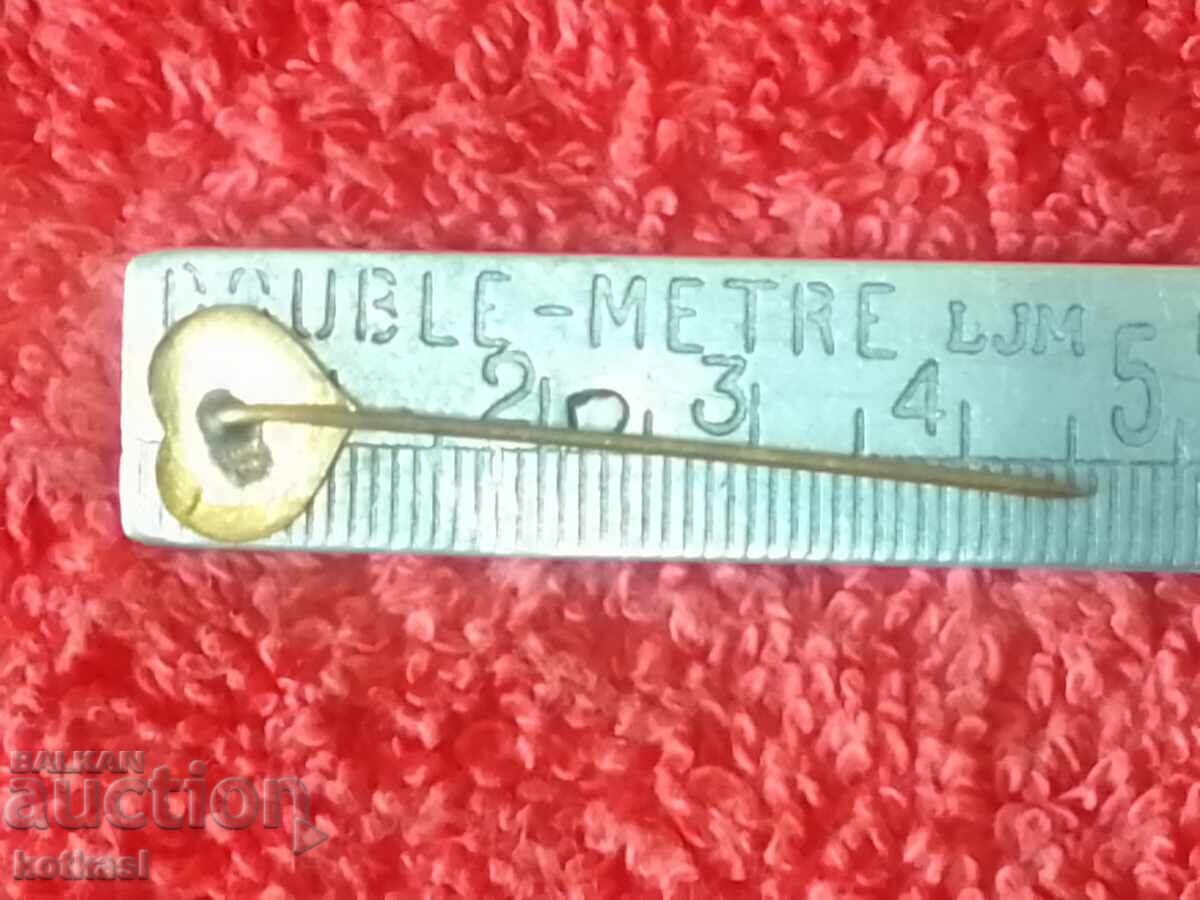 DOUBLE-METRE LJM
2 3 4 5
BALKAN
auction
kotkasl